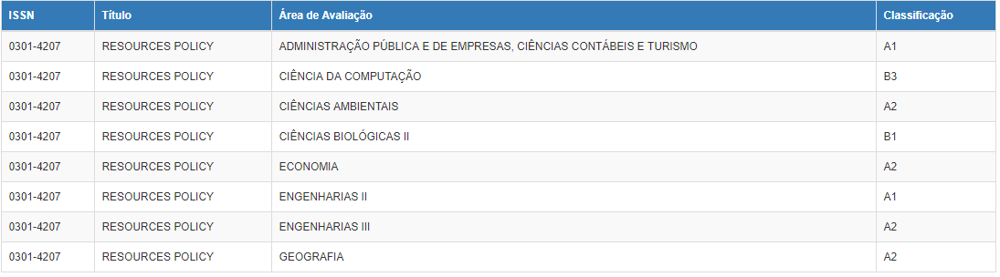 ISSN Título Área de Avaliação Classificação
0301-4207 RESOURCES POLICY ADMINISTRAÇÃO PÚBLICA E DE EMPRESAS, CIÊNCIAS CONTÁBEIS E TURISMO A1
0301-4207 RESOURCES POLICY CIÊNCIA DA COMPUTAÇÃO B3
0301-4207 RESOURCES POLICY CIÊNCIAS AMBIENTAIS A2
0301-4207 RESOURCES POLICY CIÊNCIAS BIOLÓGICAS II B1
0301-4207 RESOURCES POLICY ECONOMIA A2
0301-4207 RESOURCES POLICY ENGENHARIAS II A1
0301-4207 RESOURCES POLICY ENGENHARIAS III A2
0301-4207 RESOURCES POLICY GEOGRAFIA A2